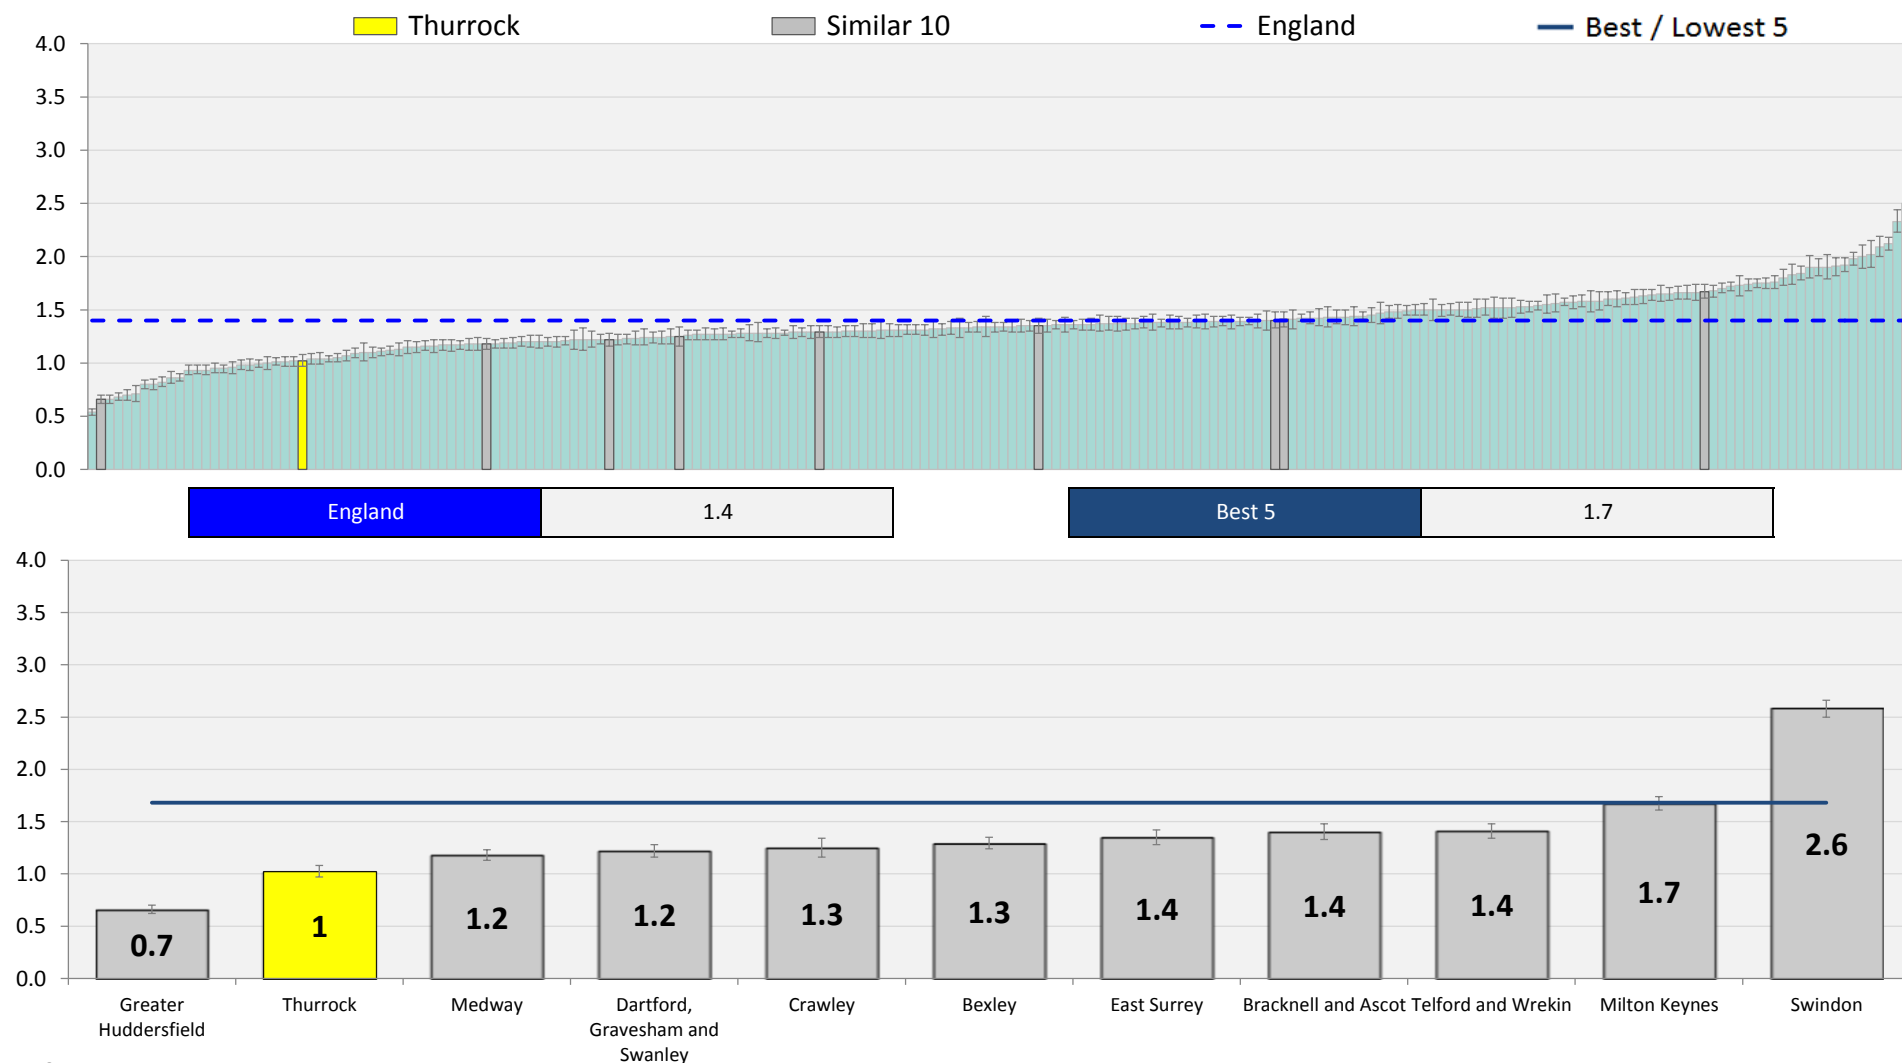 Thurrock Similar 10 England Best / Lowest 5
4.0
3.5
3.0
2.5
2.0
1.5
1.0
0.5
0.0
England 1.4 Best 5 1.7
4.0
3.5
3.0
2.5
2.0
1.5
1.0
0.5
0.0
0.7 1 1.2 1.2 1.3 1.3 1.4 1.4 1.4 1.7 2.6
Greater
Huddersfield
Thurrock
Medway
Dartford,
Gravesham and
Swanley
Crawley
Bexley
East Surrey
Bracknell and Ascot
Telford and Wrekin
Milton Keynes
Swindon